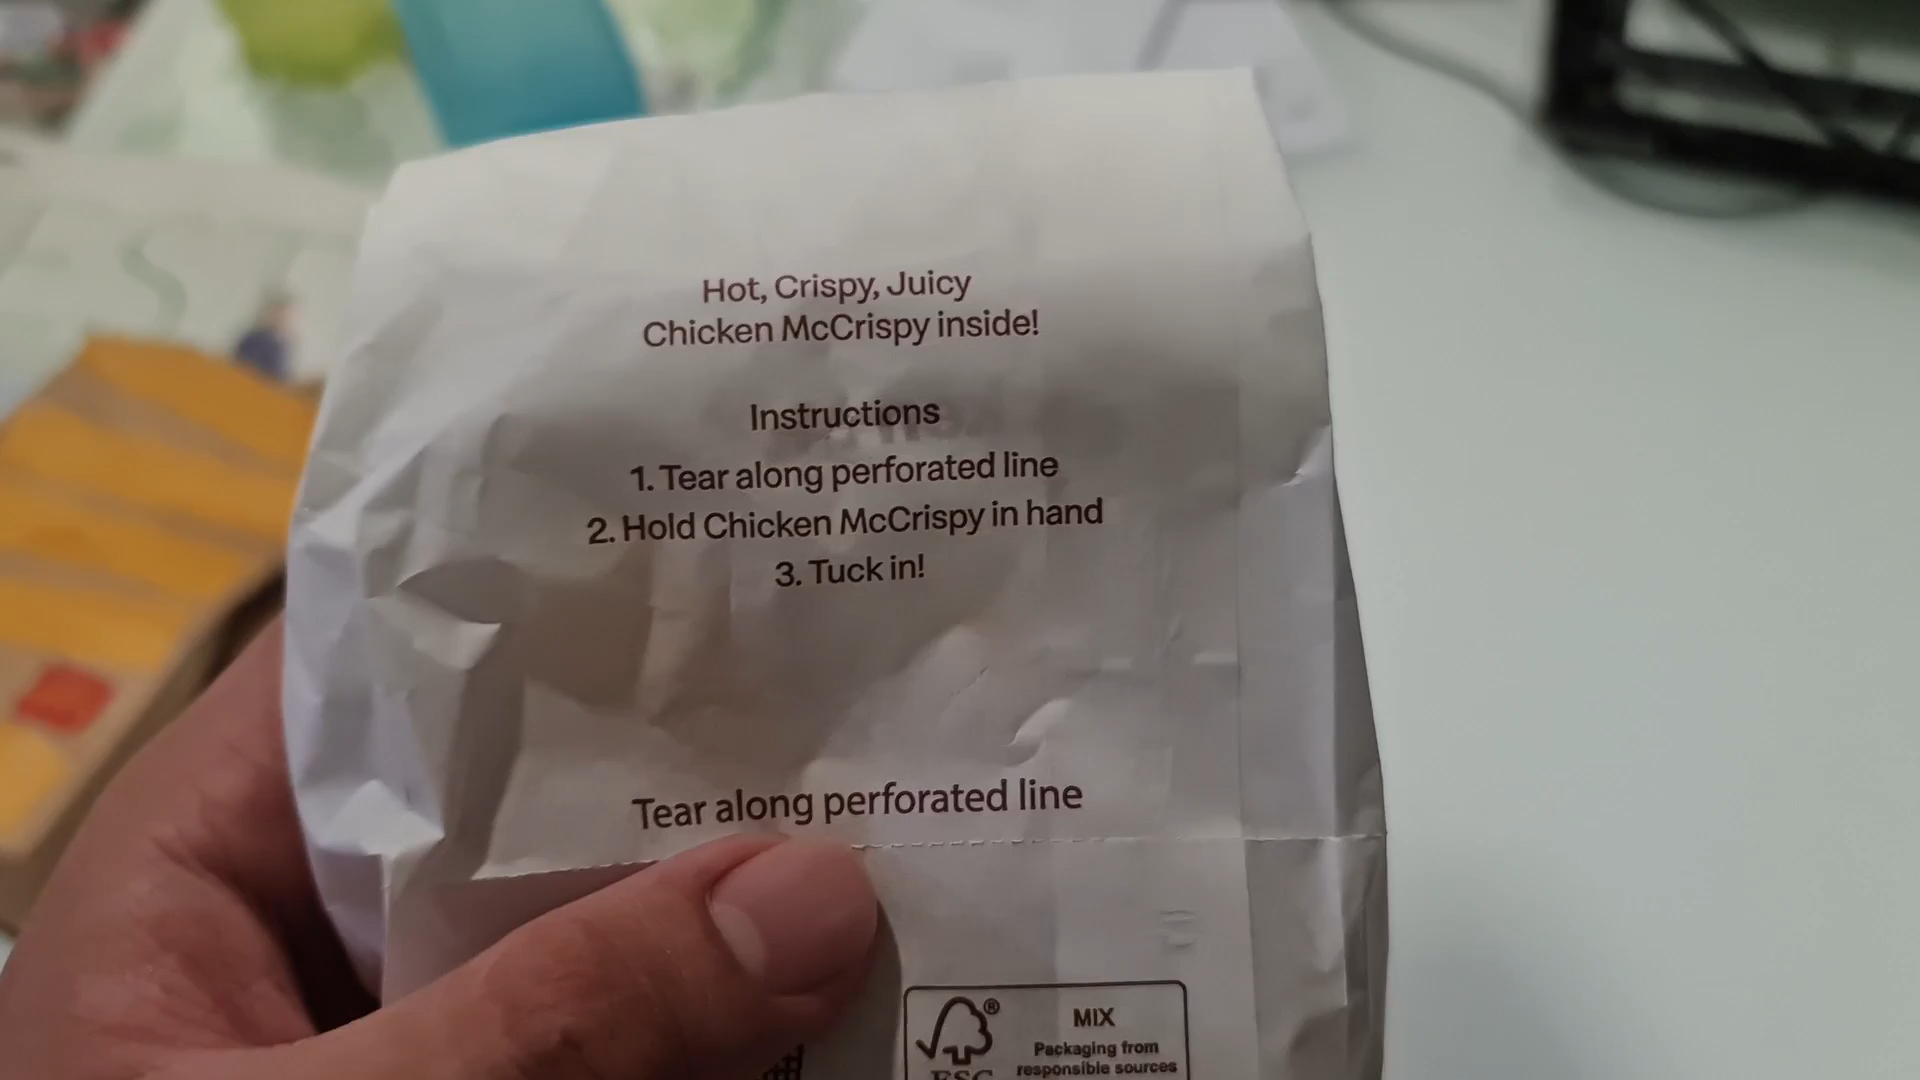 Hot, Crispy, Juicy
Chicken McCrispy inside!
Instructions
1. Tear along perforated line
2. Hold Chicken McCrispy in hand
3. Tuck in!
Tear along perforated line
®
MIX
Packaging from
responsible sources
FSC